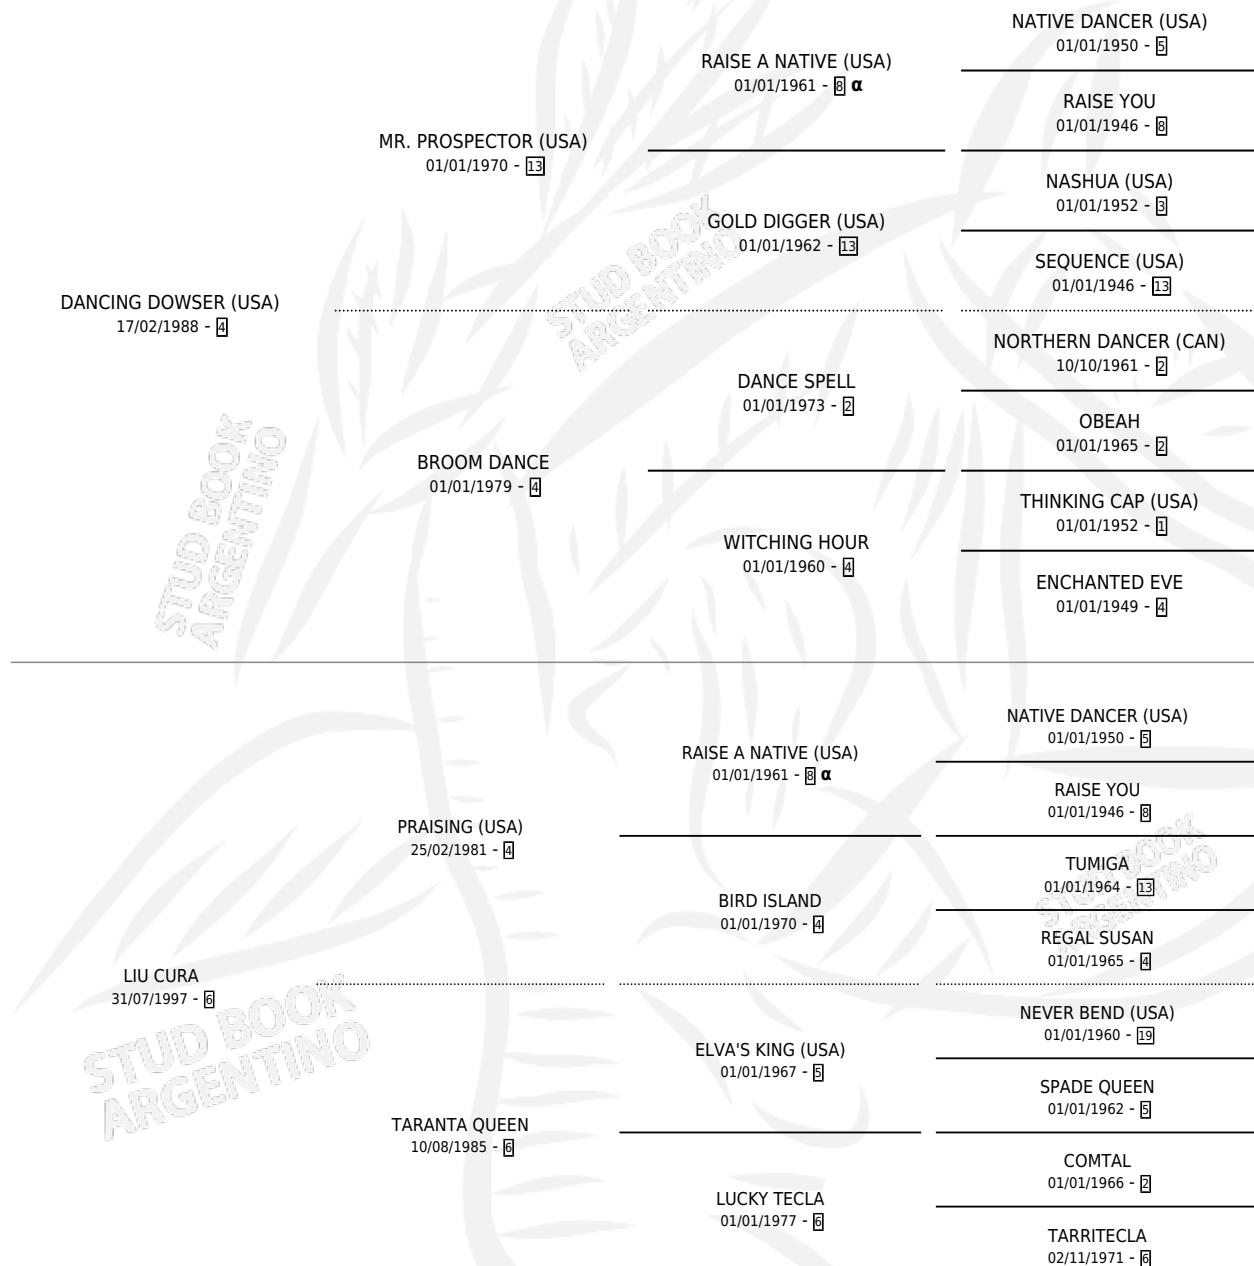 NATIVE DANCER (USA)
01/01/1950 - 5
RAISE A NATIVE (USA)
01/01/1961 - 8 α
RAISE YOU
01/01/1946 - 8
MR. PROSPECTOR (USA)
01/01/1970 - 13
NASHUA (USA)
01/01/1952 - 3
GOLD DIGGER (USA)
01/01/1962 - 13
SEQUENCE (USA)
01/01/1946 - 13
DANCING DOWSER (USA)
17/02/1988 - 4
NORTHERN DANCER (CAN)
10/10/1961 - 2
DANCE SPELL
01/01/1973 - 2
OBEAH
01/01/1965 - 2
BROOM DANCE
01/01/1979 - 4
THINKING CAP (USA)
01/01/1952 - 1
WITCHING HOUR
01/01/1960 - 4
ENCHANTED EVE
01/01/1949 - 4
NATIVE DANCER (USA)
01/01/1950 - 5
RAISE A NATIVE (USA)
01/01/1961 - 8 α
RAISE YOU
01/01/1946 - 8
PRAISING (USA)
25/02/1981 - 4
TUMIGA
01/01/1964 - 13
BIRD ISLAND
01/01/1970 - 4
REGAL SUSAN
01/01/1965 - 4
LIU CURA
31/07/1997 - 6
NEVER BEND (USA)
01/01/1960 - 19
ELVA'S KING (USA)
01/01/1967 - 5
SPADE QUEEN
01/01/1962 - 5
TARANTA QUEEN
10/08/1985 - 6
COMTAL
01/01/1966 - 2
LUCKY TECLA
01/01/1977 - 6
TARRITECLA
02/11/1971 - 6
STUD BOOK
ARGENTINO
STUD BOOK
ARGENTINO
STUD BOOK
ARGENTINO
STUD BOOK
ARGENTINO